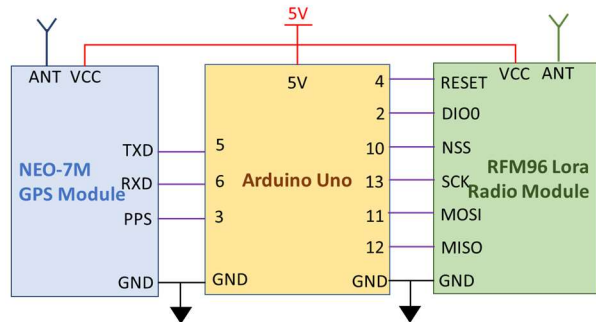 5V
ANT VCC
5V
VCC ANT
4 RESET
2 DIO0
TXD 5
10 NSS
NEO-7M
GPS Module
RXD 6
Arduino Uno
13 SCK
RFM96 Lora
Radio Module
PPS 3
11 MOSI
12 MISO
GND GND
GND GND